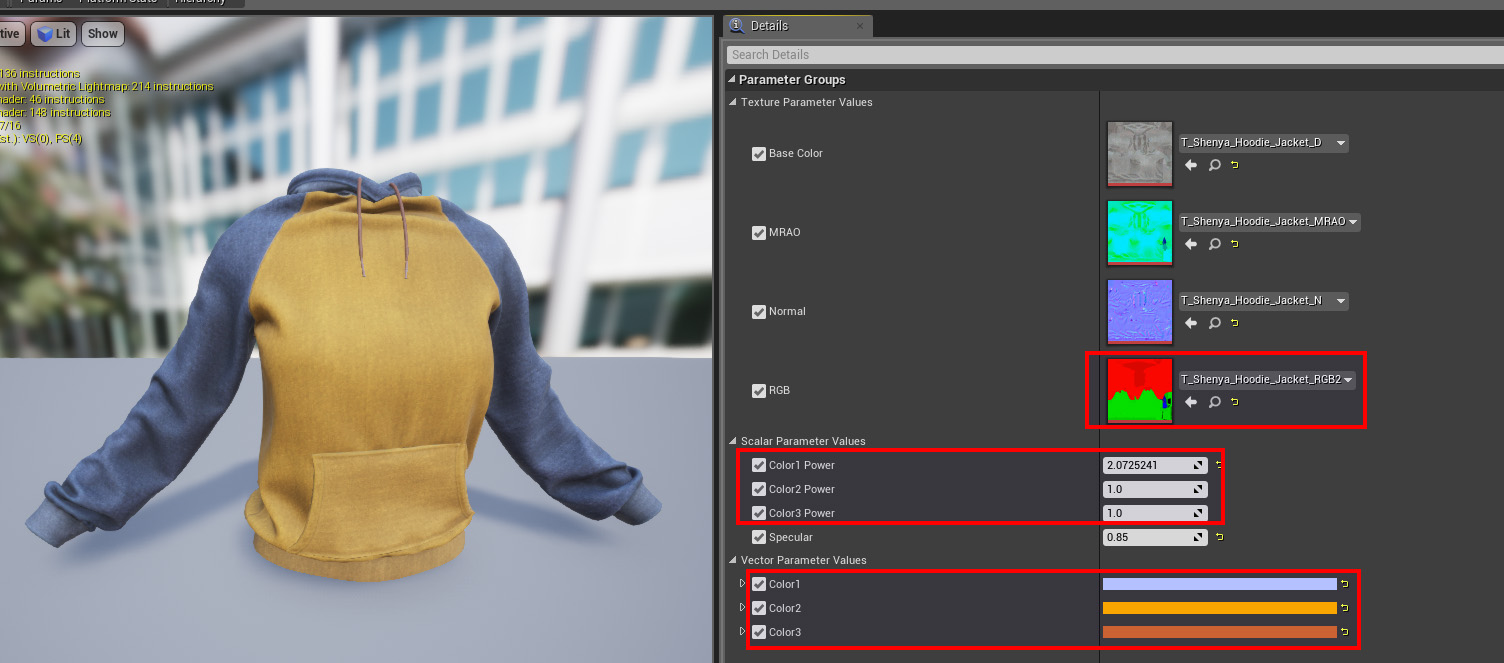 Params Platform Stats Hierarchy
Lit
Show
136 instructions
with Volumetric Lightmap: 214 instructions
hader: 46 instructions
hader: 148 instructions
7/16
Est.): VS(0), PS(4)
Details
Search Details
Parameter Groups
Texture Parameter Values
Base Color
T_Shenya_Hoodie_Jacket_D
MRAO
T_Shenya_Hoodie_Jacket_MRAO
Normal
T_Shenya_Hoodie_Jacket_N
RGB
T_Shenya_Hoodie_Jacket_RGB2
Scalar Parameter Values
Color1 Power 2.0725241
Color2 Power 1.0
Color3 Power 1.0
Specular 0.85
Vector Parameter Values
Color1
Color2
Color3